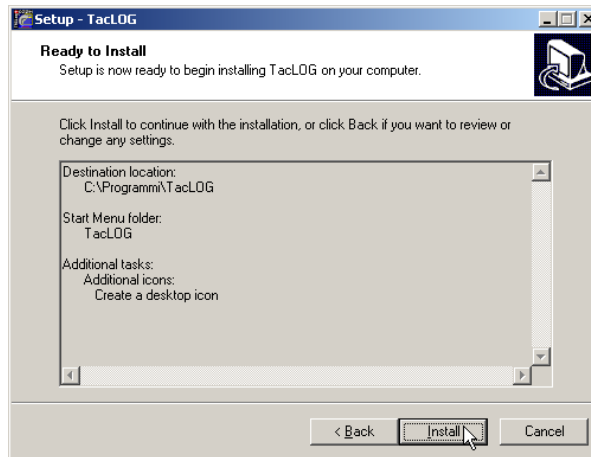 Setup - TacLOG
Ready to Install
Setup is now ready to begin installing TacLOG on your computer.
Click Install to continue with the installation, or click Back if you want to review or
change any settings.
Destination location:
C:\Programmi\TacLOG
Start Menu folder:
TacLOG
Additional tasks:
Additional icons:
Create a desktop icon
< Back
Install
Cancel